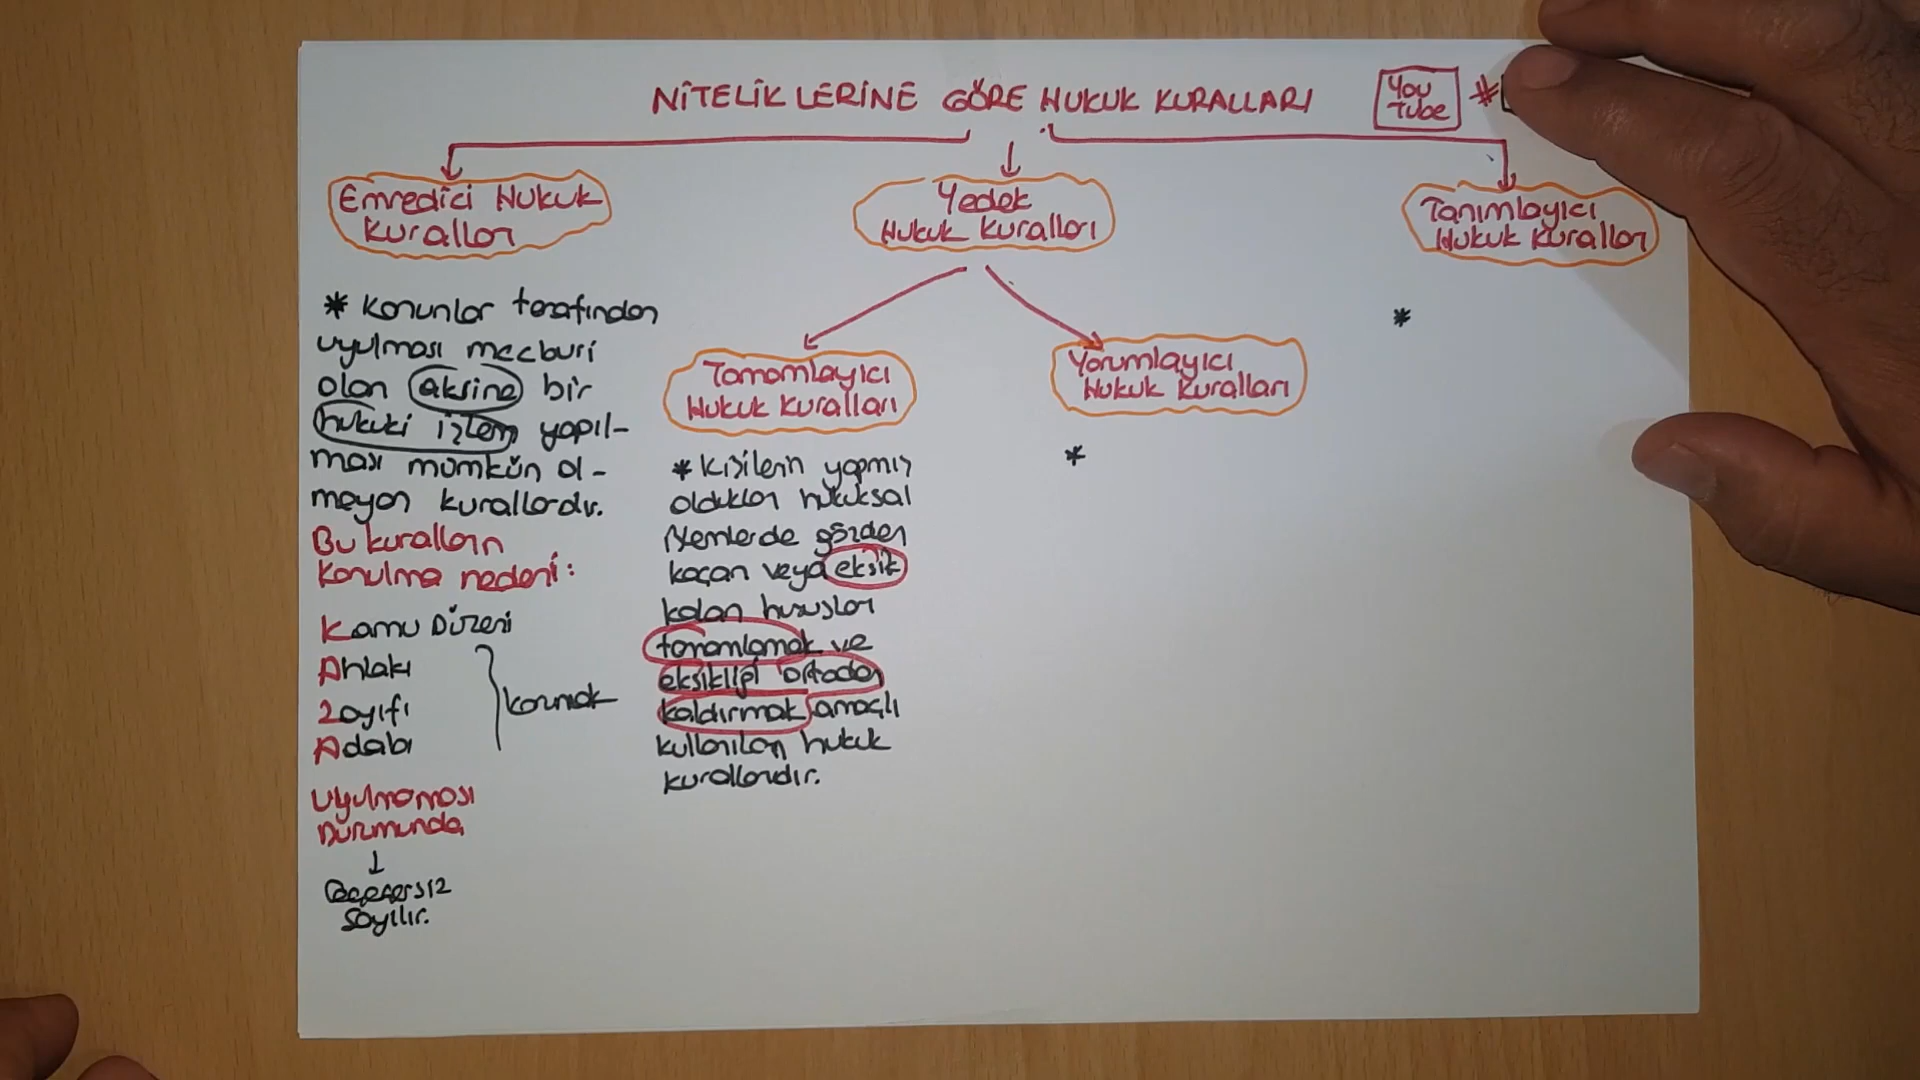 NİTELİKLERİNE GÖRE HUKUK KURALLARI
You
Tube
*
Emredici Hukuk
Kuralları
Yedek
Hukuk Kuralları
Tanımlayıcı
Hukuk Kuralları
* Kanunlar tarafından
uyulması mecburi
olan aksine bir
hukuki işlem yapıl-
ması mümkün ol-
mayan kurallardır.
Bu kuralların
Konulma nedeni:
Kamu Düzeni
Ahlakı
Zayıfı
Adabı
korumak
Uyulmaması
Durumunda
Geçersiz
Sayılır.
Tamamlayıcı
Hukuk Kuralları
* Kişilerin yapmış
oldukları hukuksal
işlemlerde gözden
kaçan veya eksik
kalan hususları
tamamlamak ve
eksikliği ortadan
kaldırmak amaçlı
kullanılan hukuk
kurallarıdır.
Yorumlayıcı
Hukuk Kuralları
*
*